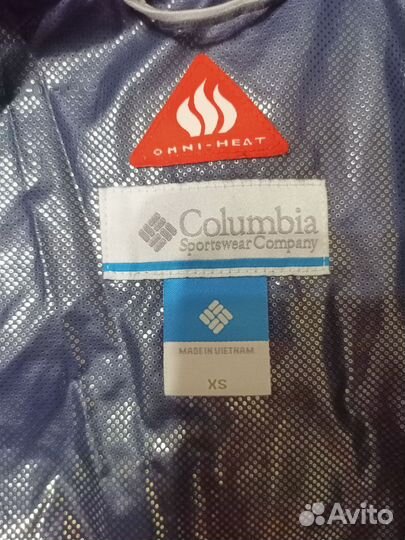 OMNI-HEAT
Columbia
Sportswear Company
MADE IN VIETNAM
XS
Avito